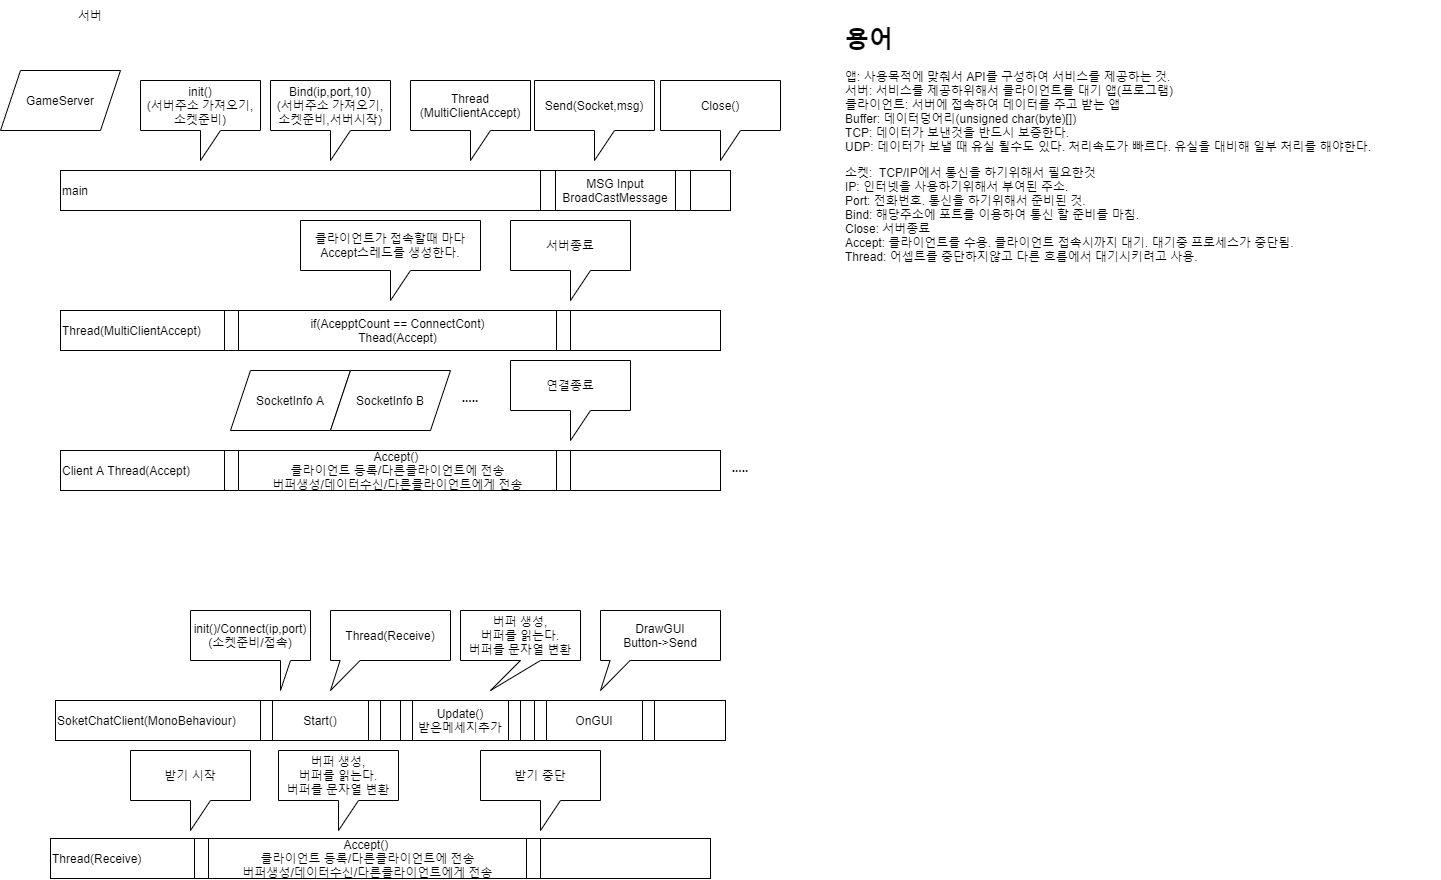 서버
GameServer
init()
(서버주소 가져오기,
소켓준비)
Bind(ip,port,10)
(서버주소 가져오기,
소켓준비,서버시작)
Thread
(MultiClientAccept)
Send(Socket,msg)
Close()
main
MSG Input
BroadCastMessage
클라이언트가 접속할때 마다
Accept스레드를 생성한다.
서버종료
Thread(MultiClientAccept)
if(AcepptCount == ConnectCont)
Thead(Accept)
SocketInfo A
SocketInfo B
.....
연결종료
Client A Thread(Accept)
Accept()
클라이언트 등록/다른클라이언트에 전송
버퍼생성/데이터수신/다른클라이언트에게 전송
.....
init()/Connect(ip,port)
(소켓준비/접속)
Thread(Receive)
버퍼 생성,
버퍼를 읽는다.
버퍼를 문자열 변환
DrawGUI
Button->Send
SoketChatClient(MonoBehaviour)
Start()
Update()
받은메세지추가
OnGUI
받기 시작
버퍼 생성,
버퍼를 읽는다.
버퍼를 문자열 변환
받기 중단
Thread(Receive)
Accept()
클라이언트 등록/다른클라이언트에 전송
버퍼생성/데이터수신/다른클라이언트에게 전송
용어
앱: 사용목적에 맞춰서 API를 구성하여 서비스를 제공하는 것.
서버: 서비스를 제공하위해서 클라이언트를 대기 앱(프로그램)
클라이언트: 서버에 접속하여 데이터를 주고 받는 앱
Buffer: 데이터덩어리(unsigned char(byte)[])
TCP: 데이터가 보낸것을 반드시 보증한다.
UDP: 데이터가 보낼 때 유실 될수도 있다. 처리속도가 빠르다. 유실을 대비해 일부 처리를 해야한다.
소켓: TCP/IP에서 통신을 하기위해서 필요한것
IP: 인터넷을 사용하기위해서 부여된 주소.
Port: 전화번호. 통신을 하기위해서 준비된 것.
Bind: 해당주소에 포트를 이용하여 통신 할 준비를 마침.
Close: 서버종료
Accept: 클라이언트를 수용. 클라이언트 접속시까지 대기. 대기중 프로세스가 중단됨.
Thread: 어셉트를 중단하지않고 다른 흐름에서 대기시키려고 사용.